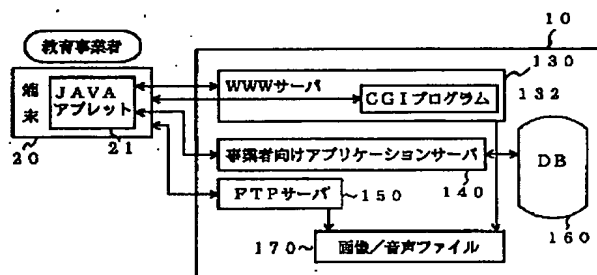 10
教育事業者
端末
JAVA
アプレット
20
21
WWWサーバ
CGIプログラム
130
132
事業者向けアプリケーションサーバ
140
DB
160
FTPサーバ
150
170
画像/音声ファイル